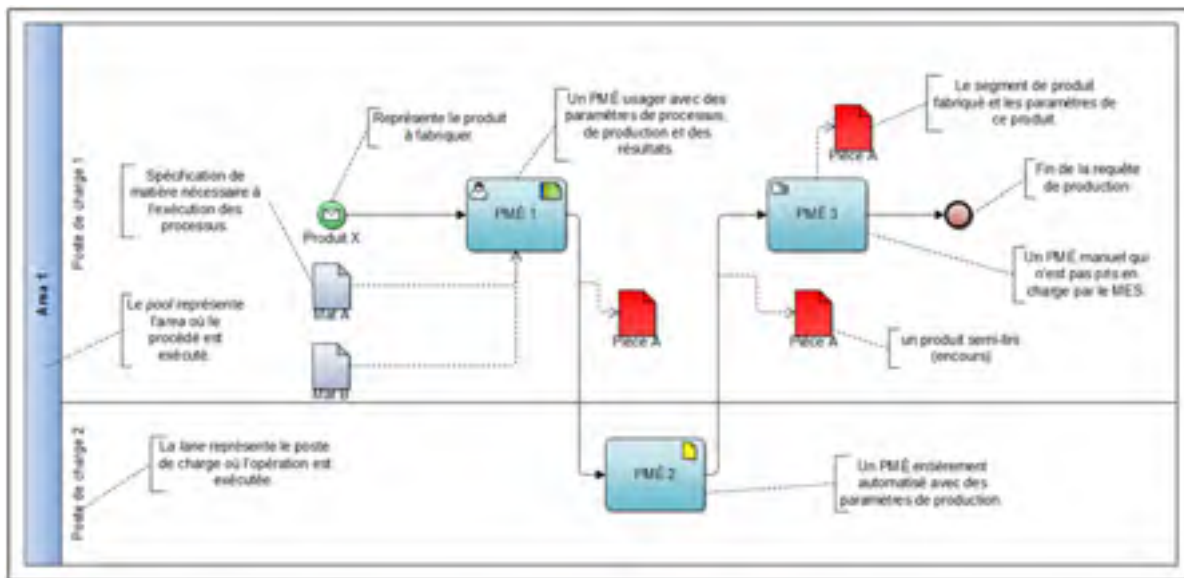 Area 1
Poste de charge 1
Spécification de
matière nécessaire à
l'exécution des
processus.
Représente le produit
à fabriquer.
Un PMÉ usager avec des
paramètres de processus,
de production et des
résultats.
Le segment de produit
fabriqué et les paramètres de
ce produit.
Pièce A
Fin de la requête
de production
Produit X
PMÉ 1
PMÉ 3
Un PMÉ manuel qui
n'est pas pris en
charge par le MES.
Mat A
Le pool représente
l'area où le
procédé est
exécuté.
Pièce A
Pièce A
un produit semi-fini
(encours)
Mat B
Poste de charge 2
La lane représente le poste
de charge où l'opération est
exécutée.
PMÉ 2
Un PMÉ entièrement
automatisé avec des
paramètres de production.